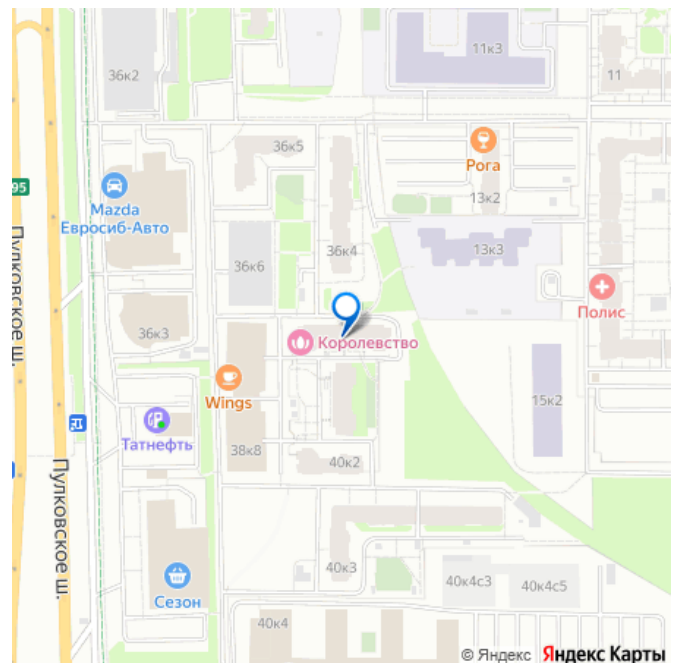 36к2
11к3
11
36к5
Рога
13к2
95
Mazda
Евросиб-Авто
Пулковское ш.
36к4
13к3
36к6
Полис
36к3
Королевство
Wings
15к2
Татнефть
38к8
40к2
Пулковское ш.
40к3
40к4с3
40к4с5
Сезон
40к4
© Яндекс Яндекс Карты